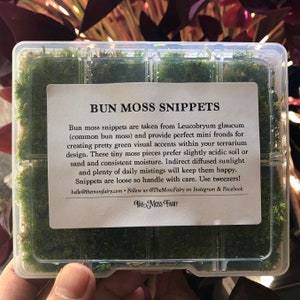 BUN MOSS SNIPPETS
Bun moss snippets are taken from Leucobryum glaucum
(common bun moss) and provide perfect mini fronds for
creating pretty green visual accents within your terrarium
design. These tiny moss pieces prefer slightly acidic soil or
sand and consistent moisture. Indirect diffused sunlight
and plenty of daily mistings will keep them happy.
Snippets are loose so handle with care. Use tweezers!
hello@themossfairy.com • Follow us @TheMossFairy on Instagram & Facebook
The Moss Fairy